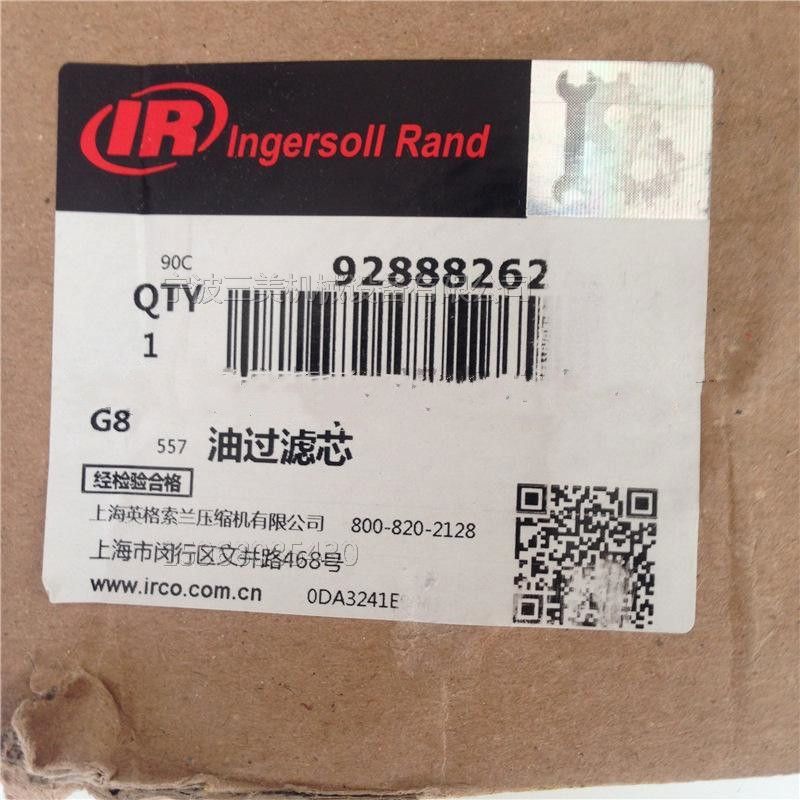 IR Ingersoll Rand
90C
92888262
QTY
1
G8
557 油过滤芯
经检验合格
上海英格索兰压缩机有限公司 800-820-2128
上海市闵行区文井路468号
www.irco.com.cn
0DA3241E